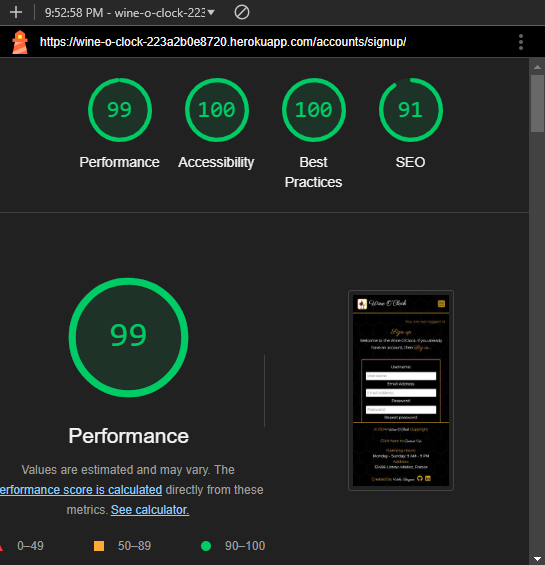 9:52:58 PM - wine-o-clock-223
https://wine-o-clock-223a2b0e8720.herokuapp.com/accounts/signup/
99
100
100
91
Performance
Accessibility
Best
Practices
SEO
99
Performance
Values are estimated and may vary. The
erformance score is calculated directly from these
metrics. See calculator.
0–49
50–89
90–100
Wine O'Clock
You are not logged in
Sign up
Welcome to the Wine O'Clock. If you already
have an account, then Sign in.
Username:
Username
Email Address:
Email address
Password:
Password
Repeat password
Wine O'Clock Copyright
Click here to Contact Us
Opening Hours:
Monday - Sunday: 9 AM - 9 PM
Address:
Created by